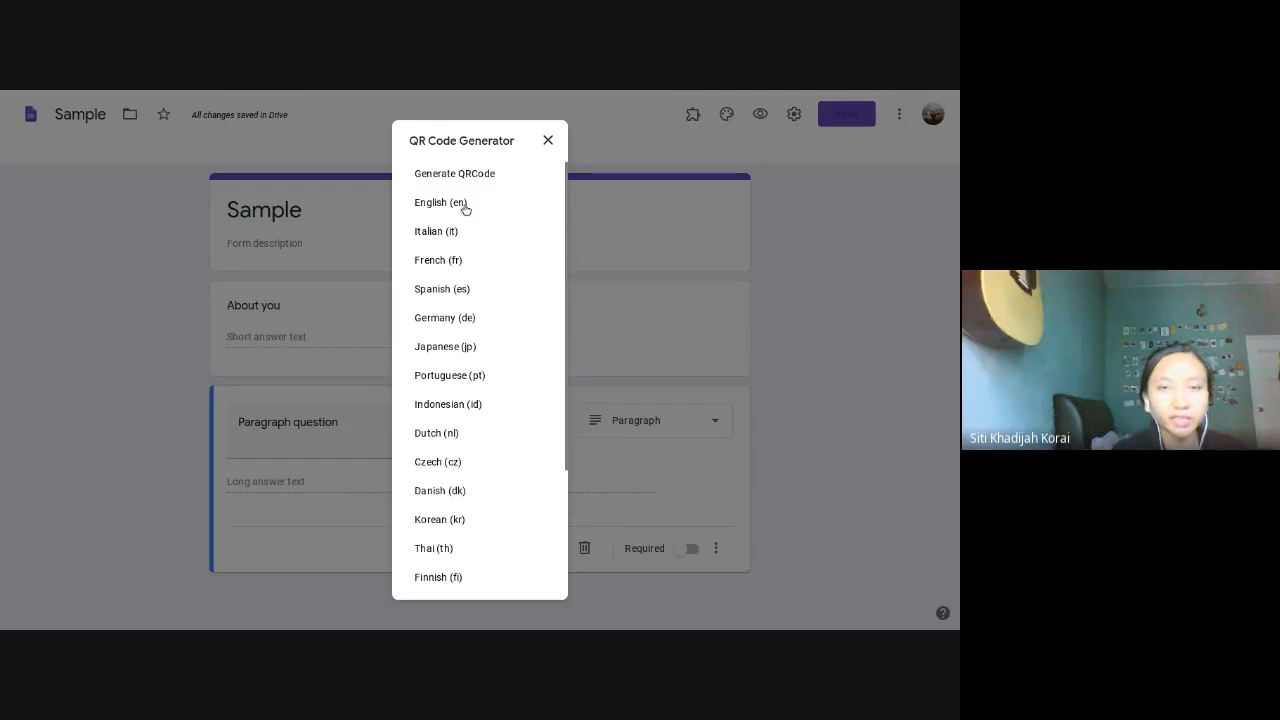 Sample
All changes saved in Drive
QR Code Generator
Generate QRCode
English (en)
Italian (it)
French (fr)
Spanish (es)
Germany (de)
Japanese (jp)
Portuguese (pt)
Indonesian (id)
Dutch (nl)
Czech (cz)
Danish (dk)
Korean (kr)
Thai (th)
Finnish (fi)
Sample
Form description
About you
Short answer text
Paragraph question
Paragraph
Long answer text
Required
Siti Khadijah Korai